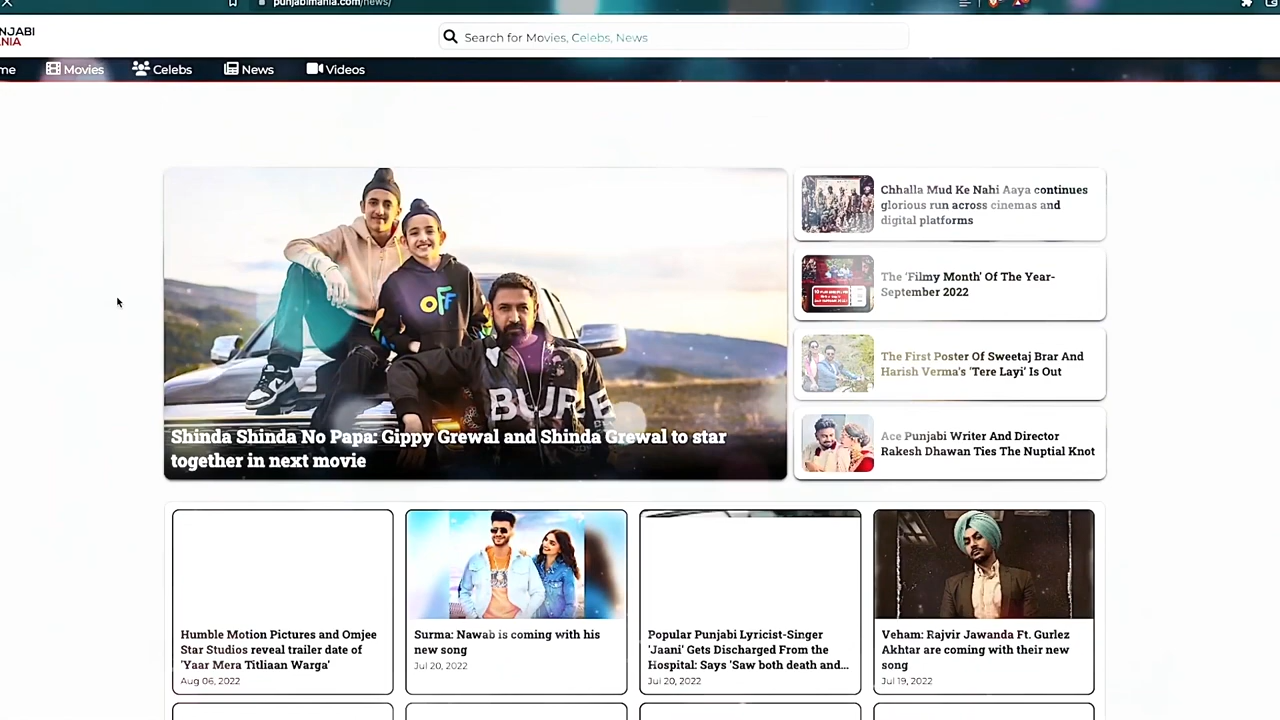 punjabimania.com/news/
NJABI
NIA
Search for Movies, Celebs, News
me
Movies
Celebs
News
Videos
OFF
BURB
Shinda Shinda No Papa: Gippy Grewal and Shinda Grewal to star
together in next movie
Chhalla Mud Ke Nahi Aaya continues
glorious run across cinemas and
digital platforms
The 'Filmy Month' Of The Year-
September 2022
The First Poster Of Sweetaj Brar And
Harish Verma's 'Tere Layi' Is Out
Ace Punjabi Writer And Director
Rakesh Dhawan Ties The Nuptial Knot
Humble Motion Pictures and Omjee
Star Studios reveal trailer date of
'Yaar Mera Titliaan Warga'
Aug 06, 2022
Surma: Nawab is coming with his
new song
Jul 20, 2022
Popular Punjabi Lyricist-Singer
'Jaani' Gets Discharged From the
Hospital: Says 'Saw both death and...
Jul 20, 2022
Veham: Rajvir Jawanda Ft. Gurlez
Akhtar are coming with their new
song
Jul 19, 2022